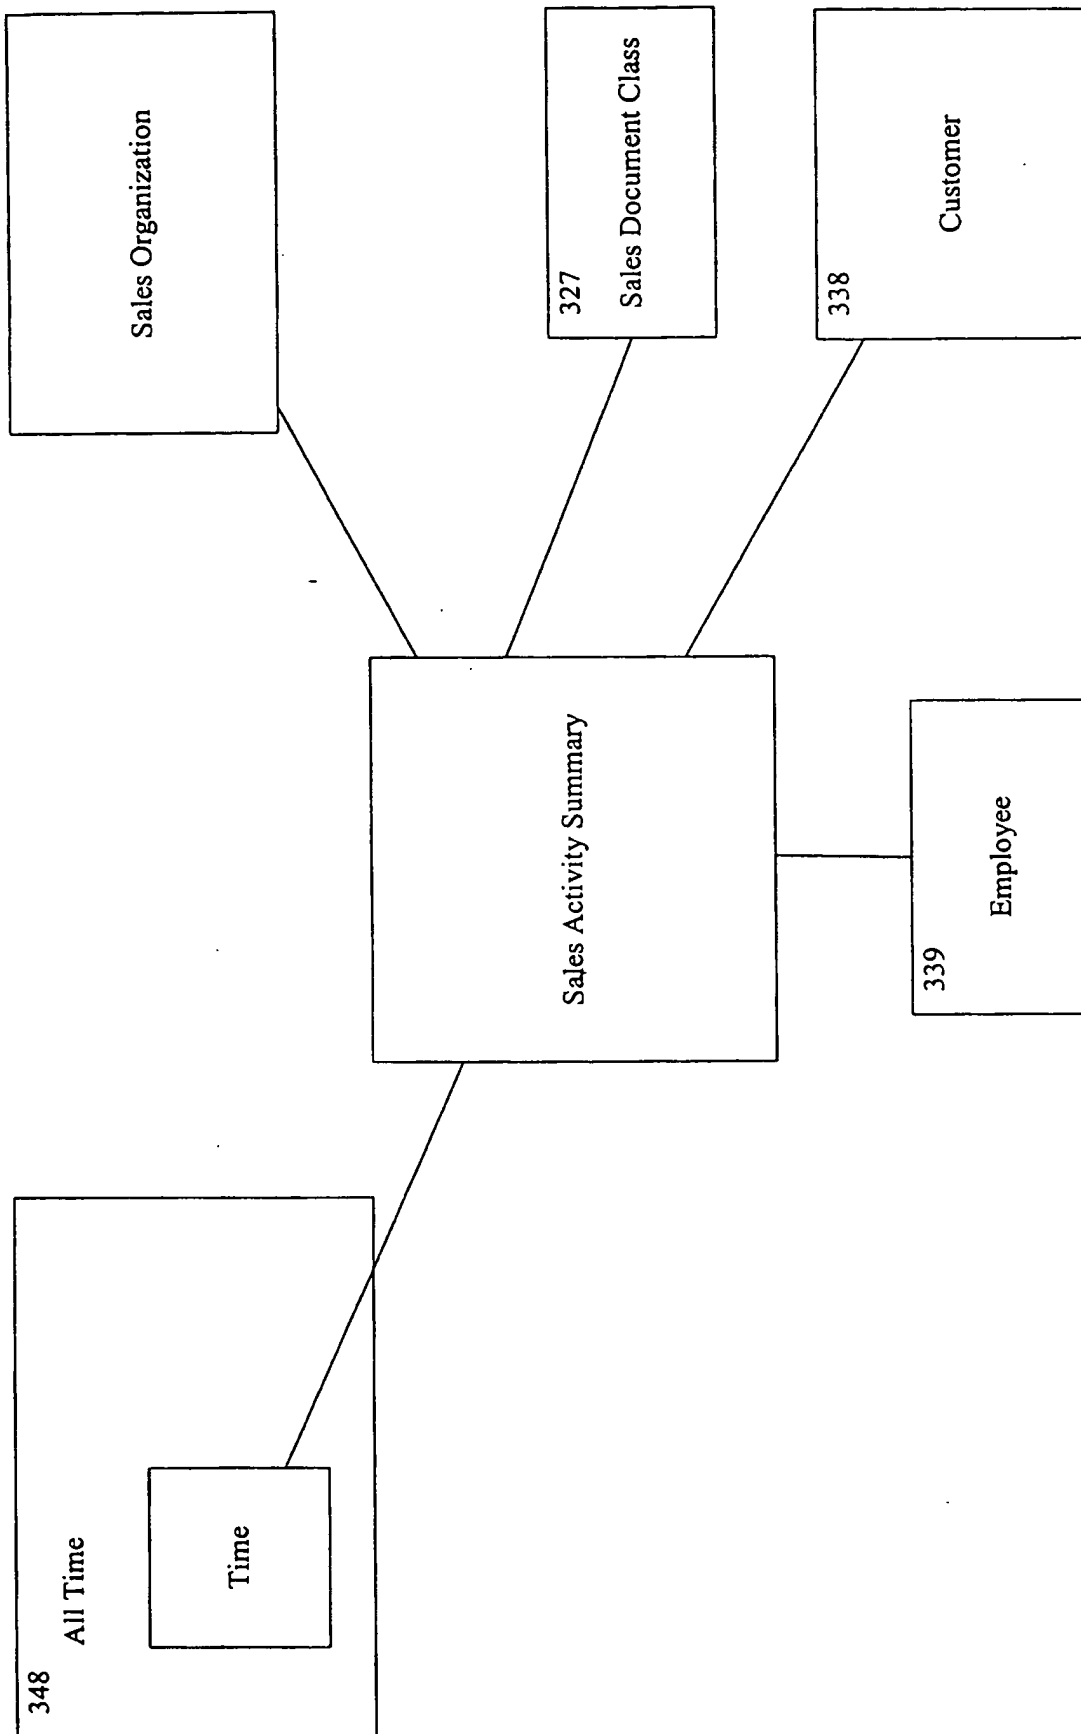 348
All Time
Time
Sales Organization
Sales Activity Summary
327
Sales Document Class
339
Employee
338
Customer